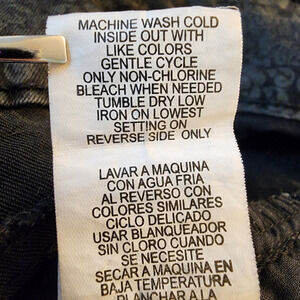 MACHINE WASH COLD
INSIDE OUT WITH
LIKE COLORS
GENTLE CYCLE
ONLY NON-CHLORINE
BLEACH WHEN NEEDED
TUMBLE DRY LOW
IRON ON LOWEST
SETTING ON
REVERSE SIDE ONLY
LAVAR A MAQUINA
CON AGUA FRIA
AL REVERSO CON
COLORES SIMILARES
CICLO DELICADO
USAR BLANQUEADOR
SIN CLORO CUANDO
SE NECESITE
SECAR A MAQUINA EN
BAJA TEMPERATURA
PLANCHAR A LA